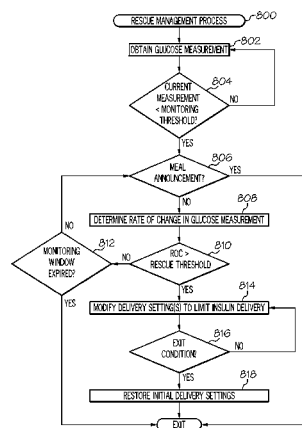 RESCUE MANAGEMENT PROCESS
800
OBTAIN GLUCOSE MEASUREMENT
802
CURRENT
MEASUREMENT
< MONITORING
THRESHOLD?
804
NO
YES
MEAL
ANNOUNCEMENT?
806
YES
NO
808
DETERMINE RATE OF CHANGE IN GLUCOSE MEASUREMENT
NO
812
MONITORING
WINDOW
EXPIRED?
YES
ROC >
RESCUE THRESHOLD
810
NO
YES
814
MODIFY DELIVERY SETTING(S) TO LIMIT INSULIN DELIVERY
EXIT
CONDITION?
816
NO
YES
818
RESTORE INITIAL DELIVERY SETTINGS
EXIT